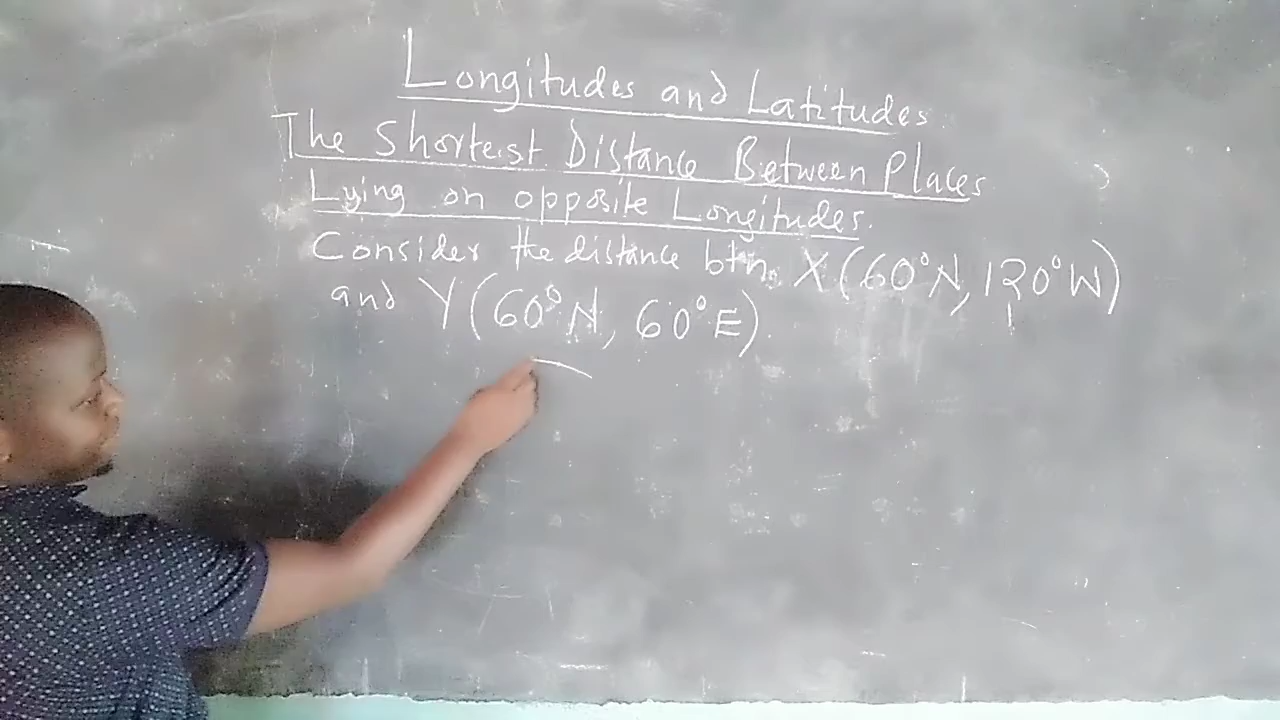 Longitudes and Latitudes.
The Shortest Distance Between Places
Lying on opposite Longitudes.
Consider the distance btn. X(60°N, 120°W)
and Y(60°N, 60°E).